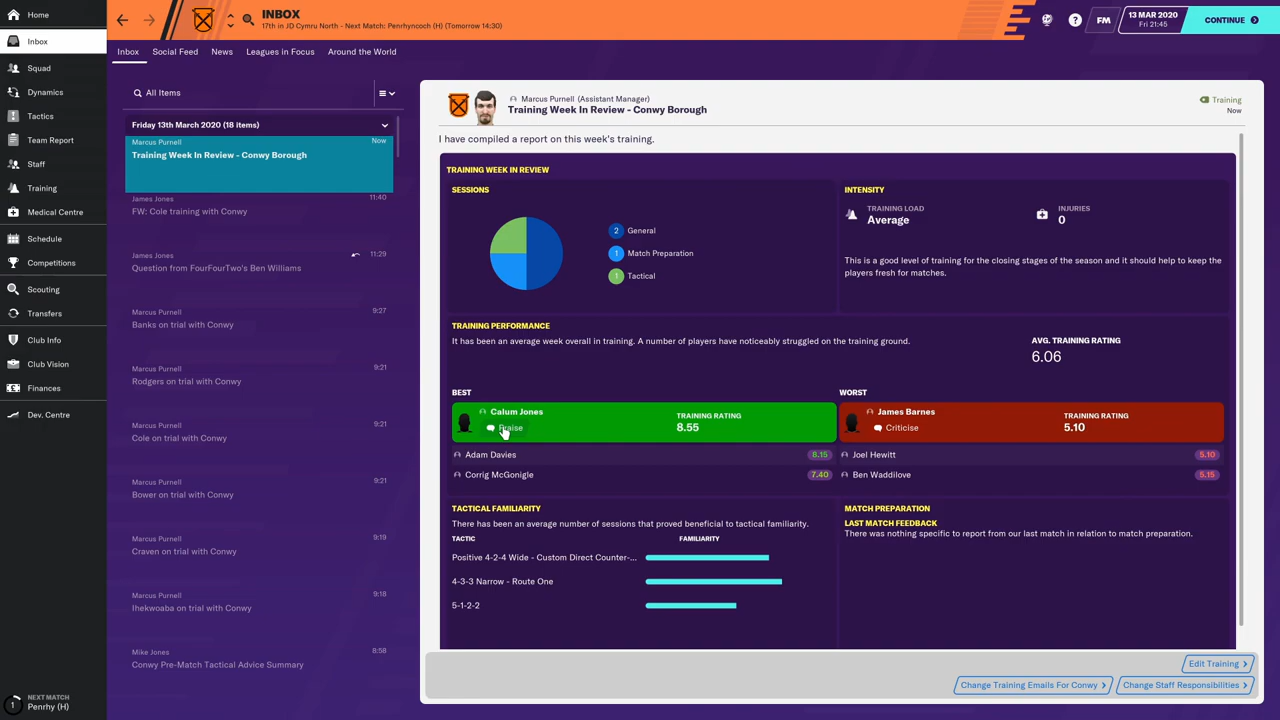 Home
Inbox
Squad
Dynamics
Tactics
Team Report
Staff
Training
Medical Centre
Schedule
Competitions
Scouting
Transfers
Club Info
Club Vision
Finances
Dev. Centre
1
NEXT MATCH
Penrhy (H)
INBOX
17th in JD Cymru North - Next Match: Penrhyncoch (H) (Tomorrow 14:30)
?
FM
13 MAR 2020
Fri 21:45
CONTINUE
Inbox
Social Feed
News
Leagues in Focus
Around the World
All Items
Friday 13th March 2020 (18 items)
Marcus Purnell
Now
Training Week In Review - Conwy Borough
James Jones
11:40
FW: Cole training with Conwy
James Jones
11:29
Question from FourFourTwo's Ben Williams
Marcus Purnell
9:27
Banks on trial with Conwy
Marcus Purnell
9:21
Rodgers on trial with Conwy
Marcus Purnell
9:21
Cole on trial with Conwy
Marcus Purnell
9:21
Bower on trial with Conwy
Marcus Purnell
9:19
Craven on trial with Conwy
Marcus Purnell
9:18
Ihekwoaba on trial with Conwy
Mike Jones
8:58
Conwy Pre-Match Tactical Advice Summary
Marcus Purnell (Assistant Manager)
Training Week In Review - Conwy Borough
Training
Now
I have compiled a report on this week's training.
TRAINING WEEK IN REVIEW
SESSIONS
2 General
1 Match Preparation
1 Tactical
INTENSITY
TRAINING LOAD
Average
INJURIES
0
This is a good level of training for the closing stages of the season and it should help to keep the
players fresh for matches.
TRAINING PERFORMANCE
It has been an average week overall in training. A number of players have noticeably struggled on the training ground.
AVG. TRAINING RATING
6.06
BEST
Caium Jones
Praise
TRAINING RATING
8.55
Adam Davies
8.15
Corrig McGonigle
7.40
WORST
James Barnes
Criticise
TRAINING RATING
5.10
Joel Hewitt
5.10
Ben Waddilove
5.15
TACTICAL FAMILIARITY
There has been an average number of sessions that proved beneficial to tactical familiarity.
TACTIC
FAMILIARITY
Positive 4-2-4 Wide - Custom Direct Counter-...
4-3-3 Narrow - Route One
5-1-2-2
MATCH PREPARATION
LAST MATCH FEEDBACK
There was nothing specific to report from our last match in relation to match preparation.
Edit Training
Change Training Emails For Conwy
Change Staff Responsibilities